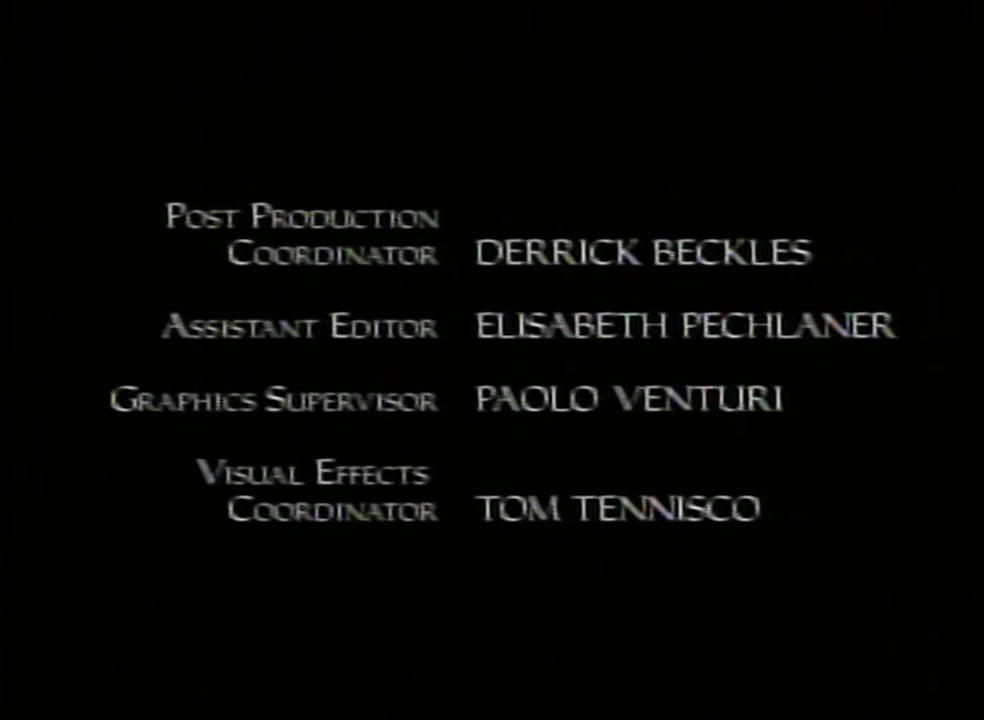 Post Production
Coordinator DERRICK BECKLES
Assistant Editor ELISABETH PECHLANER
Graphics Supervisor PAOLO VENTURI
Visual Effects
Coordinator TOM TENNISCO